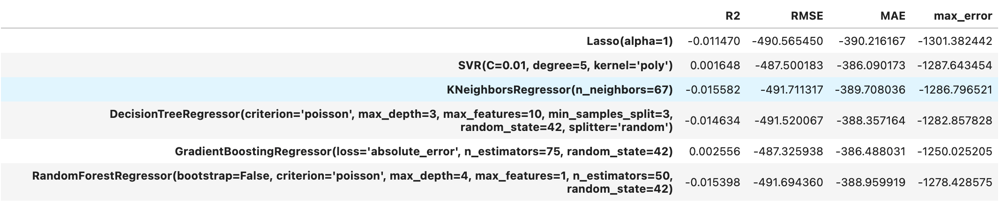 R2 RMSE MAE max_error
Lasso(alpha=1) -0.011470 -490.565450 -390.216167 -1301.382442
SVR(C=0.01, degree=5, kernel='poly') 0.001648 -487.500183 -386.090173 -1287.643454
KNeighborsRegressor(n_neighbors=67) -0.015582 -491.711317 -389.708036 -1286.796521
DecisionTreeRegressor(criterion='poisson', max_depth=3, max_features=10, min_samples_split=3,
random_state=42, splitter='random') -0.014634 -491.520067 -388.357164 -1282.857828
GradientBoostingRegressor(loss='absolute_error', n_estimators=75, random_state=42) 0.002556 -487.325938 -386.488031 -1250.025205
RandomForestRegressor(bootstrap=False, criterion='poisson', max_depth=4, max_features=1, n_estimators=50,
random_state=42) -0.015398 -491.694360 -388.959919 -1278.428575